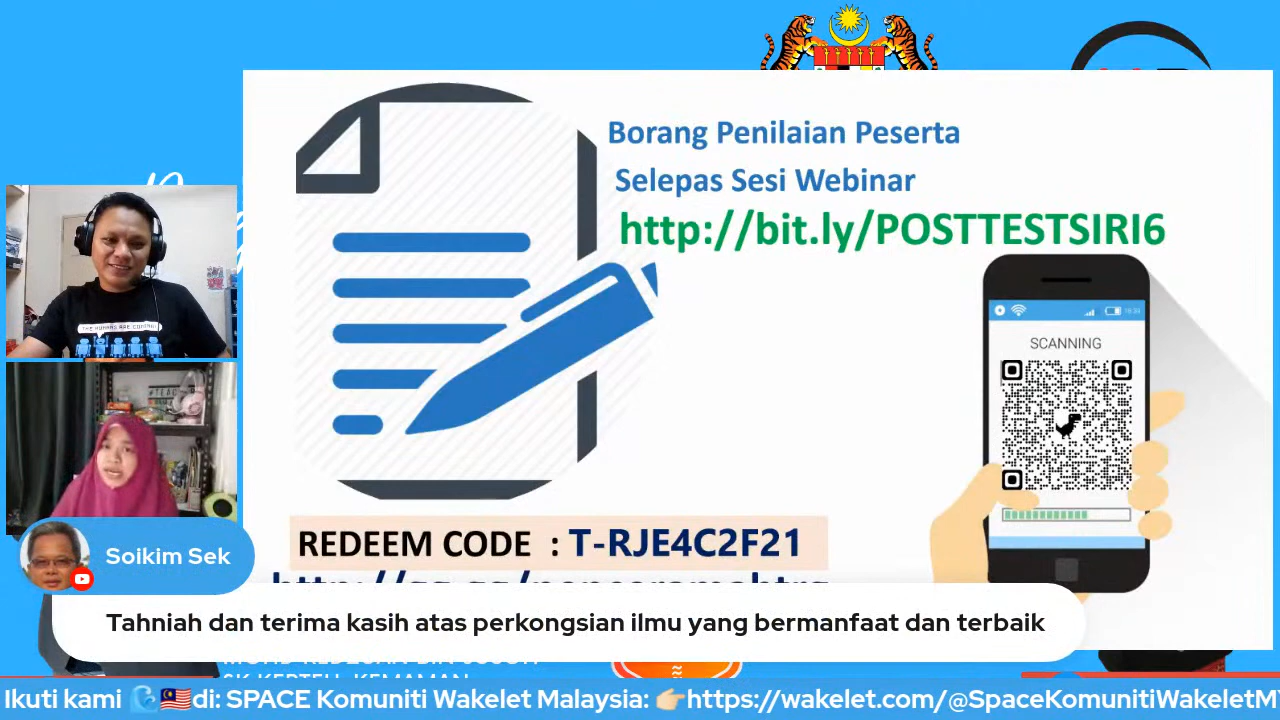 Borang Penilaian Peserta
Selepas Sesi Webinar
http://bit.ly/POSTTESTSIRI6
SCANNING
REDEEM CODE : T-RJE4C2F21
Soikim Sek
Tahniah dan terima kasih atas perkongsian ilmu yang bermanfaat dan terbaik
Ikuti kami 🌪️🇲🇾di: SPACE Komuniti Wakelet Malaysia: 👉🏻https://wakelet.com/@SpaceKomunitiWakeletMY